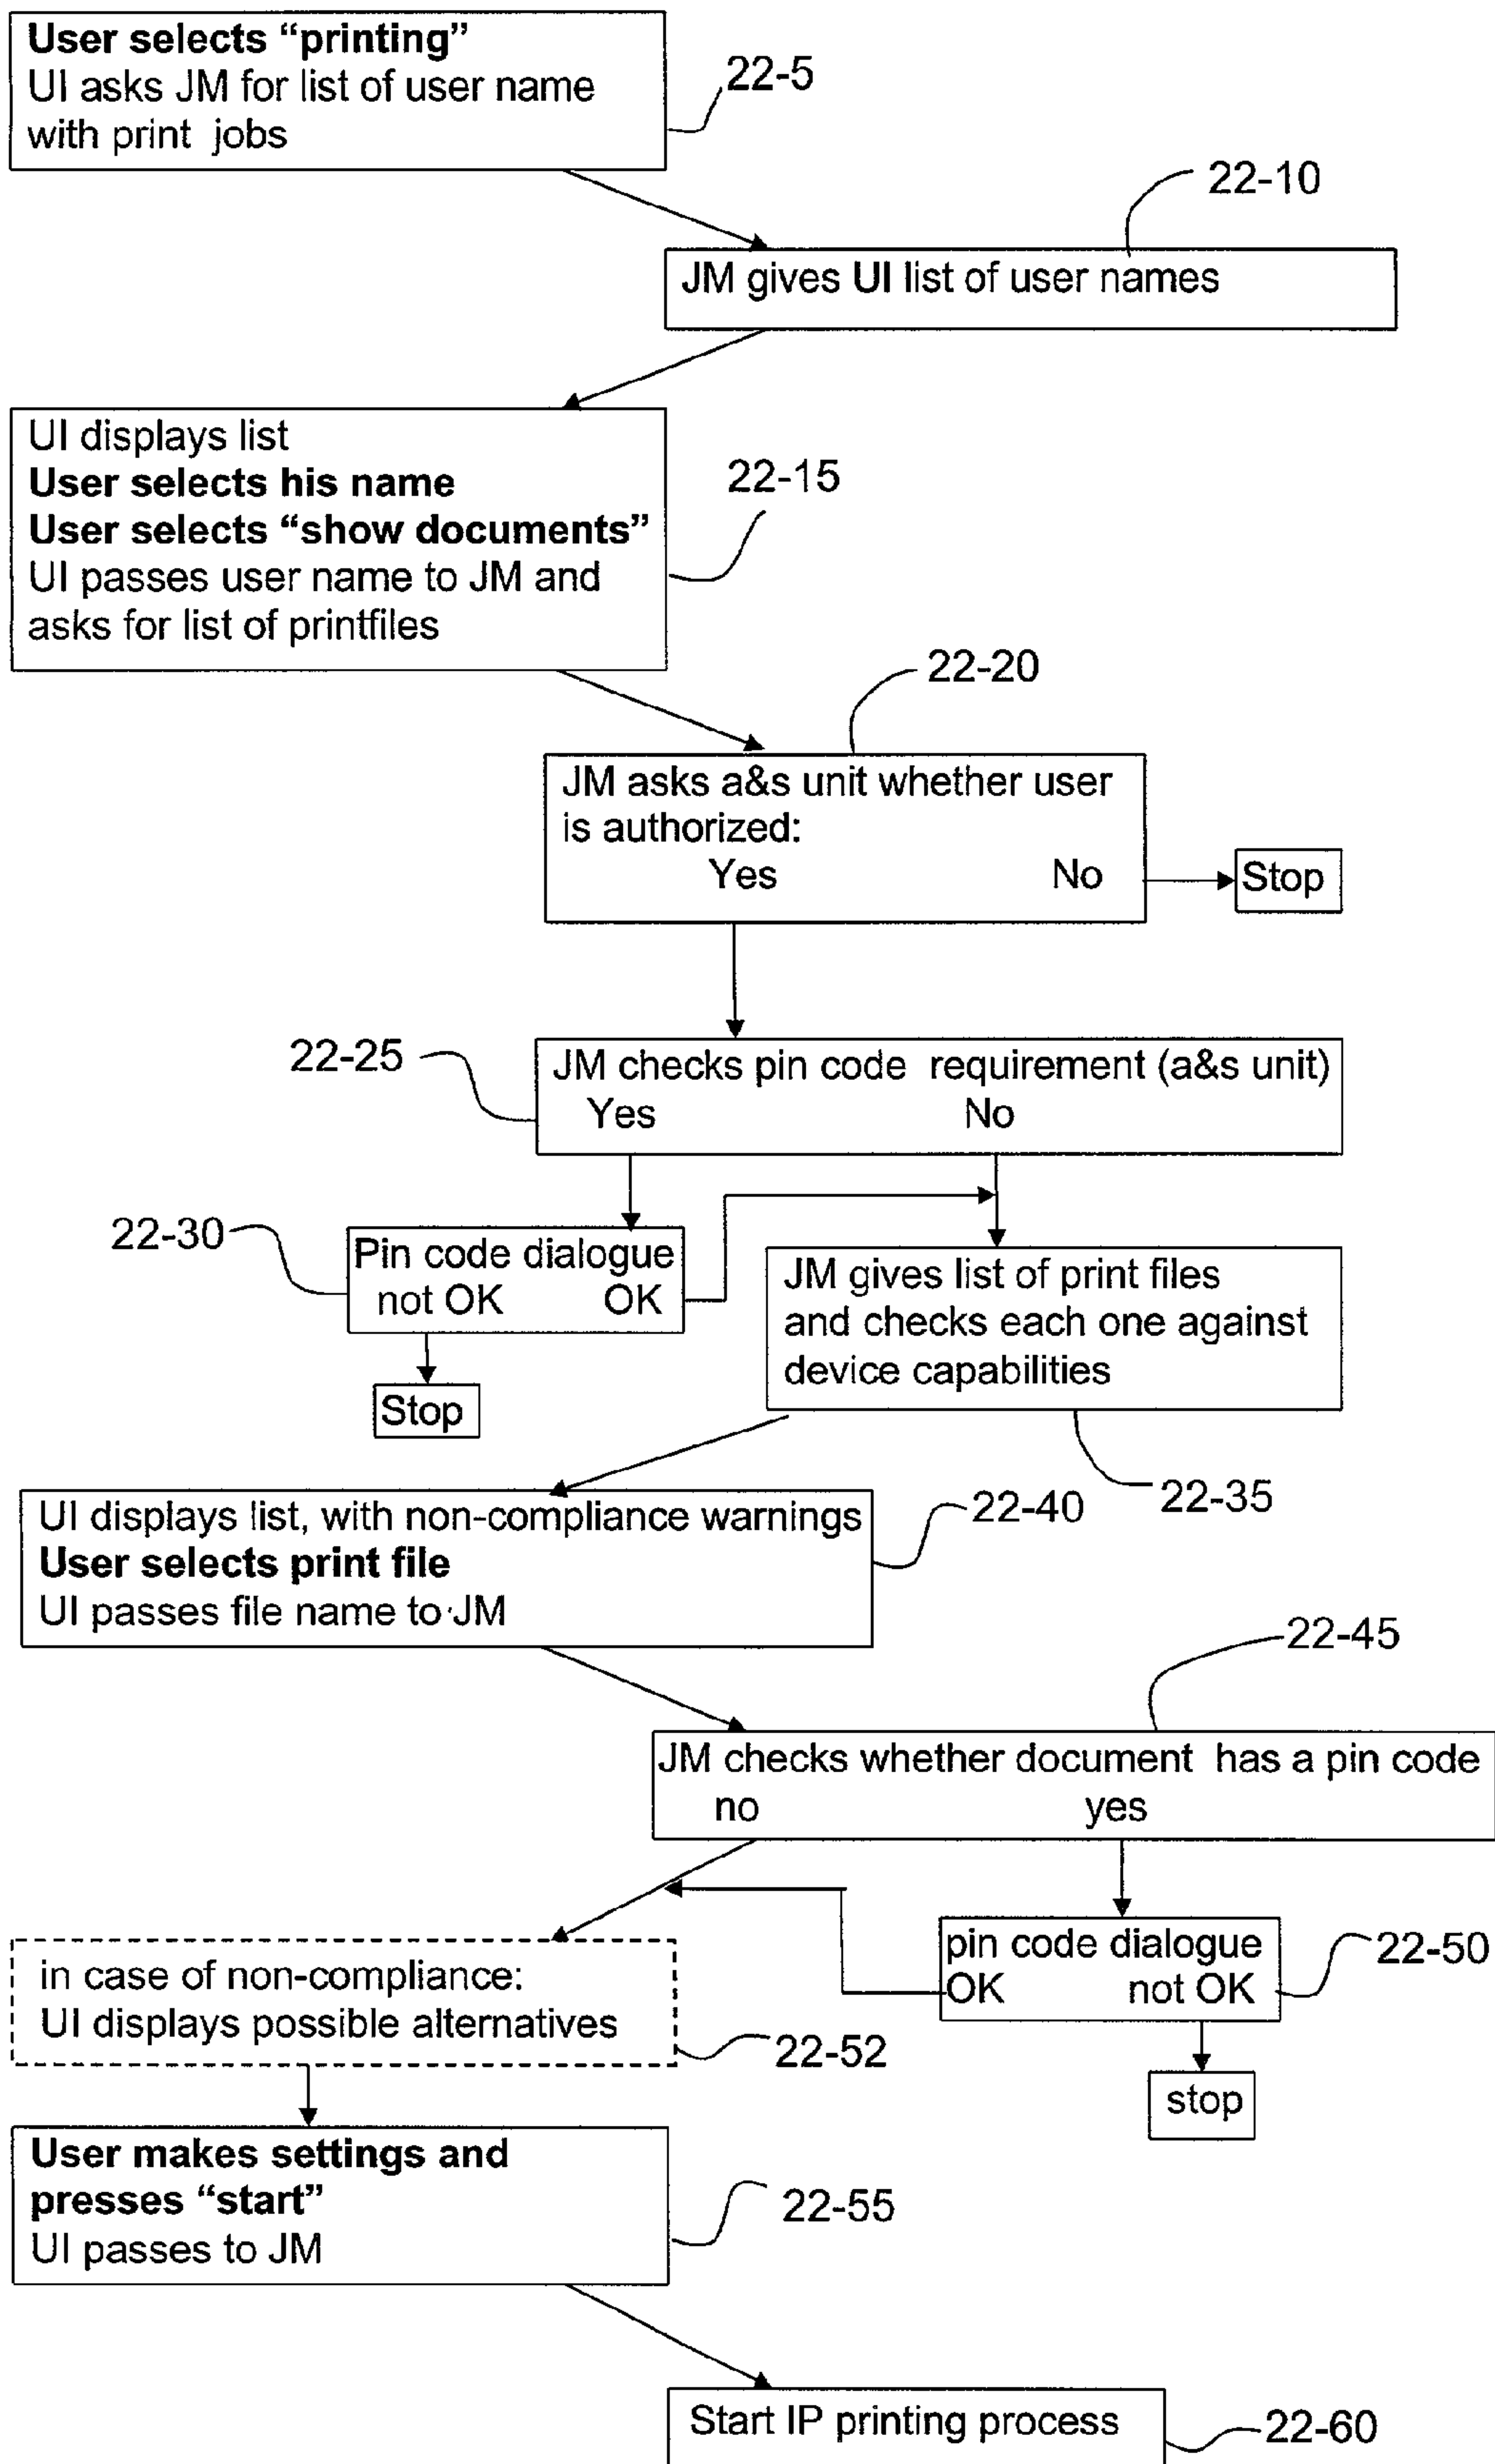 User selects “printing”
UI asks JM for list of user name
with print jobs
22-5
22-10
JM gives UI list of user names
UI displays list
User selects his name
User selects “show documents”
UI passes user name to JM and
asks for list of printfiles
22-15
22-20
JM asks a&s unit whether user
is authorized:
Yes No
Stop
22-25
JM checks pin code requirement (a&s unit)
Yes No
22-30
Pin code dialogue
not OK OK
Stop
JM gives list of print files
and checks each one against
device capabilities
22-35
UI displays list, with non-compliance warnings
User selects print file
UI passes file name to JM
22-40
22-45
JM checks whether document has a pin code
no yes
pin code dialogue
OK not OK
22-50
stop
in case of non-compliance:
UI displays possible alternatives
22-52
User makes settings and
presses “start”
UI passes to JM
22-55
Start IP printing process
22-60